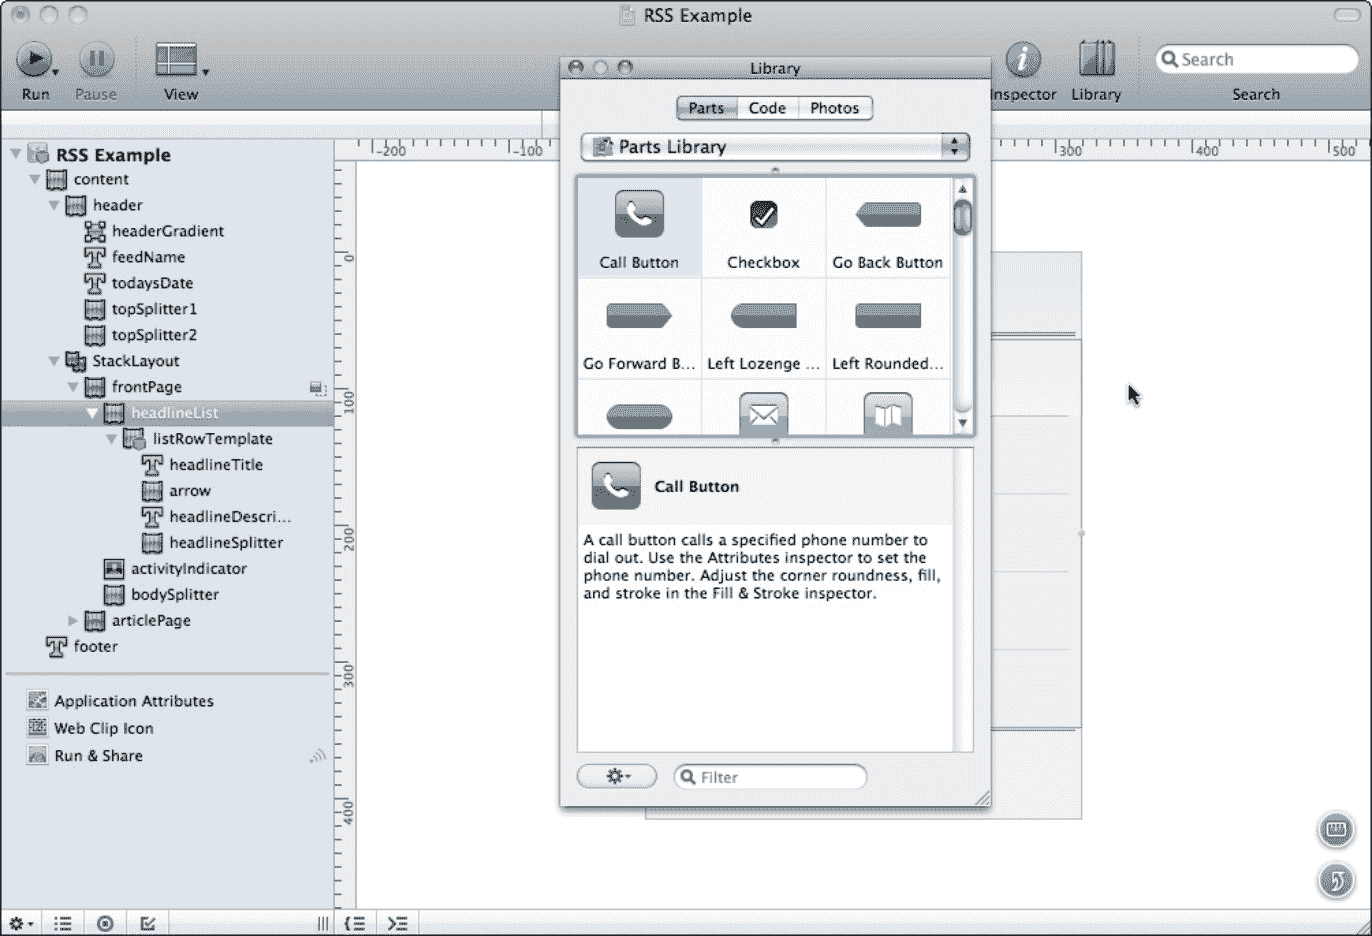 RSS Example
Run
Pause
View
Inspector
Library
Search
Search
Library
Parts
Code
Photos
Parts Library
-200
-100
300
400
500
RSS Example
content
header
headerGradient
feedName
todaysDate
topSplitter1
topSplitter2
StackLayout
frontPage
headlineList
listRowTemplate
headlineTitle
arrow
headlineDescri...
headlineSplitter
activityIndicator
bodySplitter
articlePage
footer
Application Attributes
Web Clip Icon
Run & Share
0
100
200
300
400
Call Button
Checkbox
Go Back Button
Go Forward B...
Left Lozenge ...
Left Rounded...
Call Button
A call button calls a specified phone number to
dial out. Use the Attributes inspector to set the
phone number. Adjust the corner roundness, fill,
and stroke in the Fill & Stroke inspector.
Filter